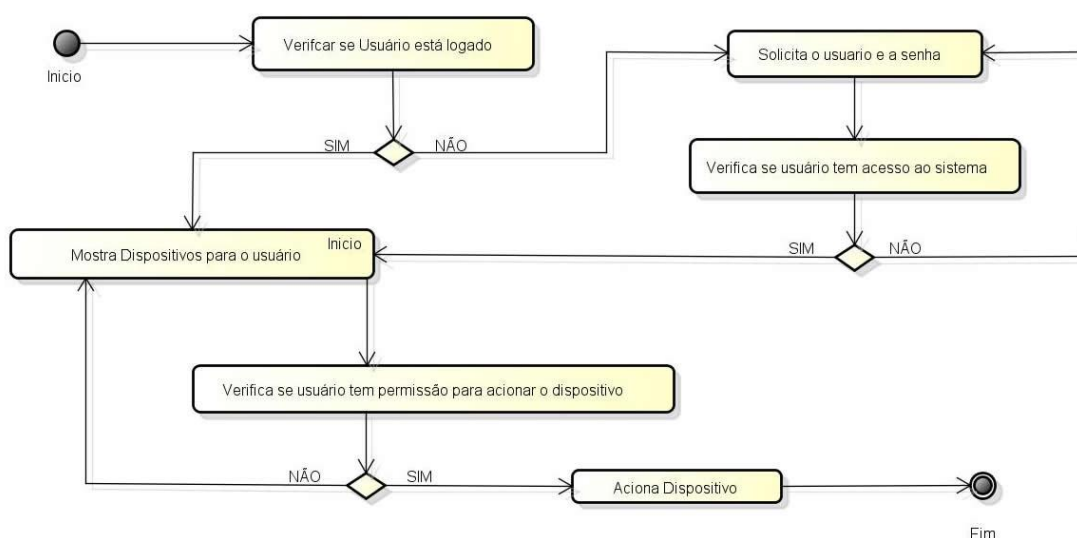 Verifcar se Usuário está logado
Solicita o usuario e a senha
Inicio
SIM
NÃO
Verifica se usuário tem acesso ao sistema
Mostra Dispositivos para o usuário
Inicio
SIM
NÃO
Verifica se usuário tem permissão para acionar o dispositivo
NÃO
SIM
Aciona Dispositivo
Fim